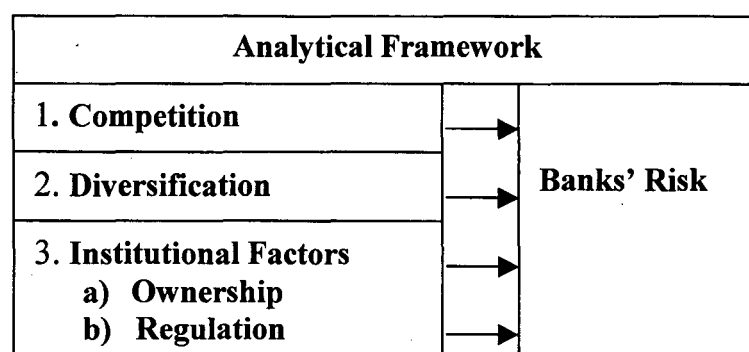 Analytical Framework
1. Competition
2. Diversification
Banks' Risk
3. Institutional Factors
a) Ownership
b) Regulation